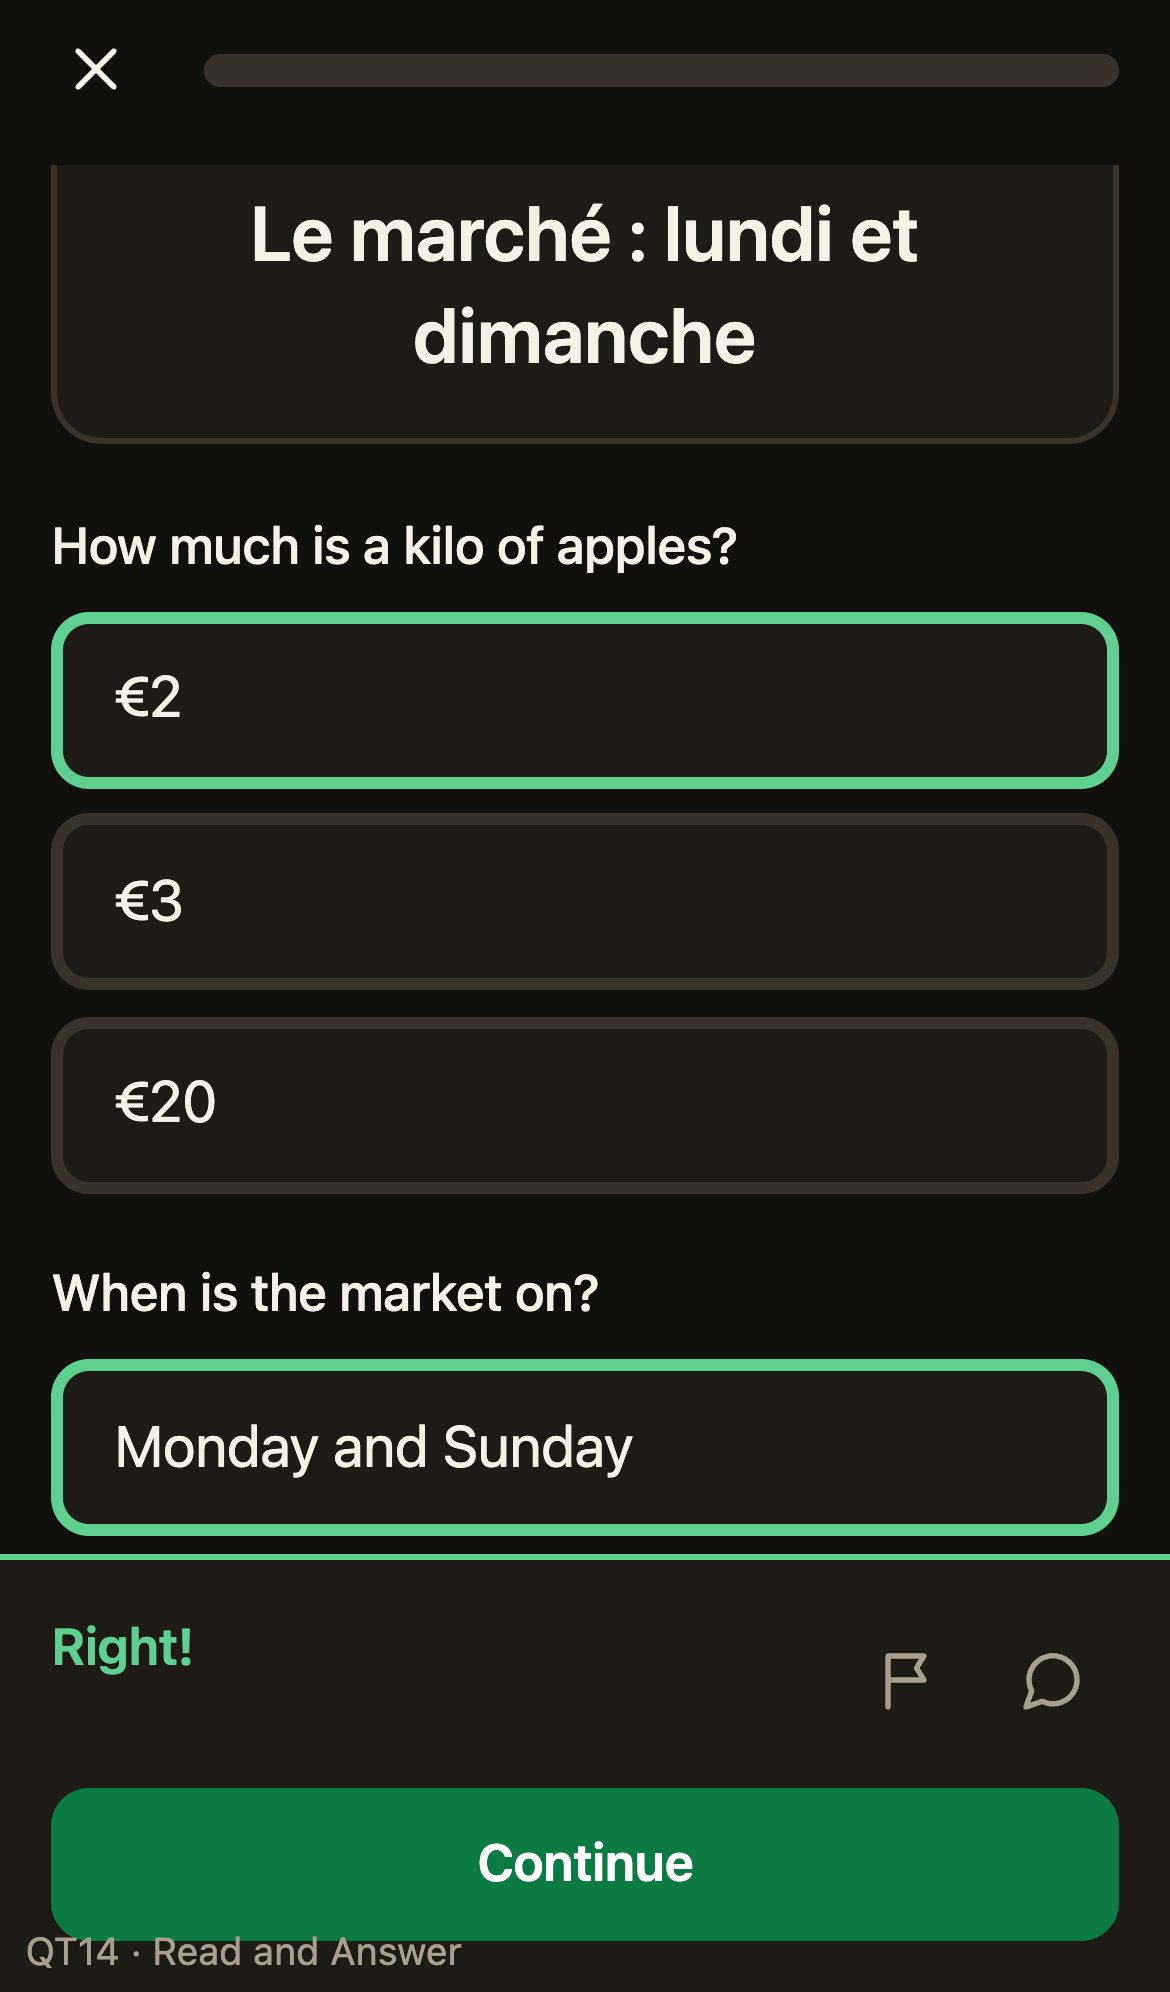 Le marché : lundi et
dimanche
How much is a kilo of apples?
€2
€3
€20
When is the market on?
Monday and Sunday
Right!
Continue
QT14 · Read and Answer